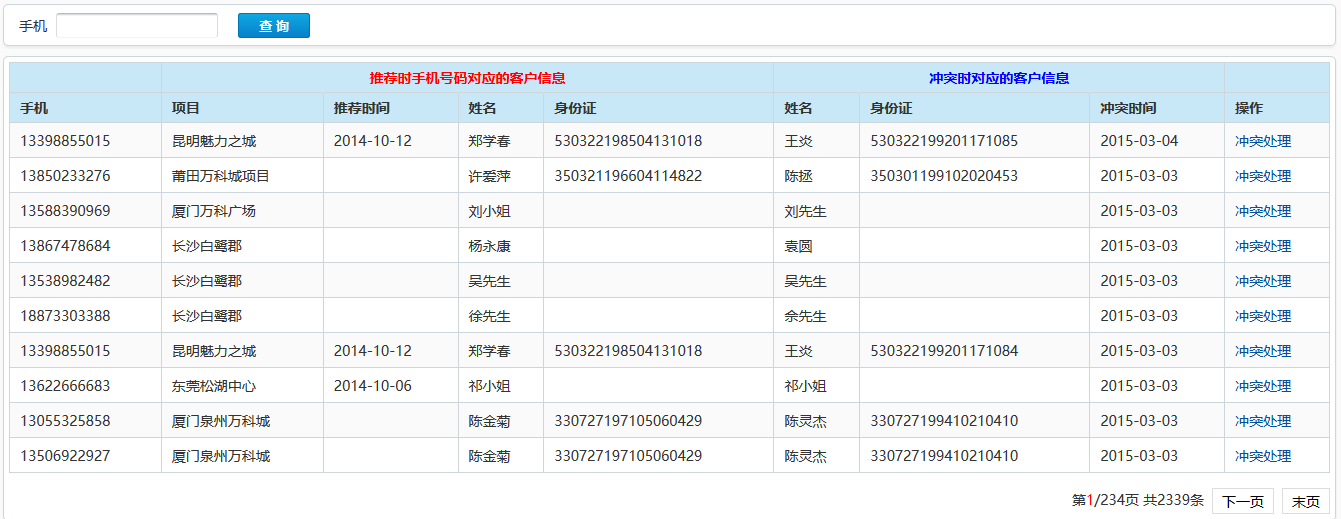 手机 查 询
推荐时手机号码对应的客户信息 冲突时对应的客户信息
手机 项目 推荐时间 姓名 身份证 姓名 身份证 冲突时间 操作
13398855015 昆明魅力之城 2014-10-12 郑学春 530322198504131018 王炎 530322199201171085 2015-03-04 冲突处理
13850233276 莆田万科城项目 许爱萍 350321196604114822 陈拯 350301199102020453 2015-03-03 冲突处理
13588390969 厦门万科广场 刘小姐 刘先生 2015-03-03 冲突处理
13867478684 长沙白鹭郡 杨永康 袁圆 2015-03-03 冲突处理
13538982482 长沙白鹭郡 吴先生 吴先生 2015-03-03 冲突处理
18873303388 长沙白鹭郡 徐先生 余先生 2015-03-03 冲突处理
13398855015 昆明魅力之城 2014-10-12 郑学春 530322198504131018 王炎 530322199201171084 2015-03-03 冲突处理
13622666683 东莞松湖中心 2014-10-06 祁小姐 祁小姐 2015-03-03 冲突处理
13055325858 厦门泉州万科城 陈金菊 330727197105060429 陈灵杰 330727199410210410 2015-03-03 冲突处理
13506922927 厦门泉州万科城 陈金菊 330727197105060429 陈灵杰 330727199410210410 2015-03-03 冲突处理
第1/234页 共2339条 下一页 末页